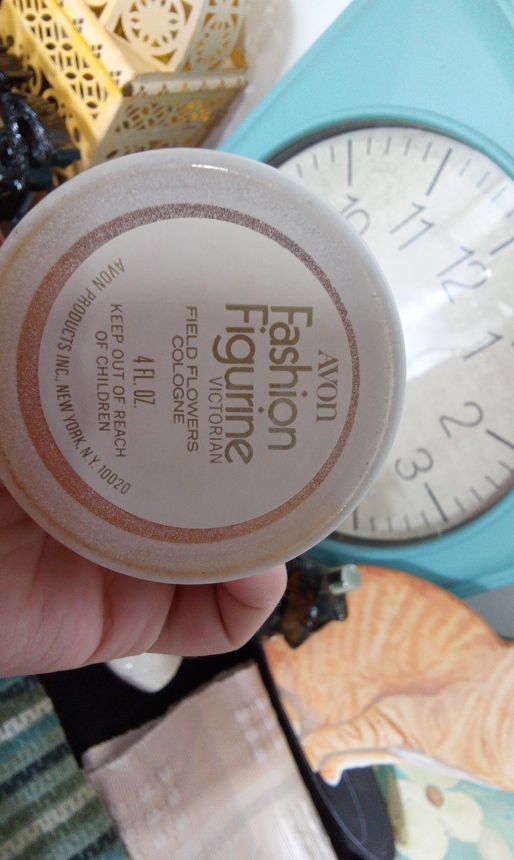 AVON
Fashion
Figurine
VICTORIAN
FIELD FLOWERS
COLOGNE
4 FL. OZ.
KEEP OUT OF REACH
OF CHILDREN
AVON PRODUCTS INC., NEW YORK, N.Y. 10020
10
11
12
1
2
3